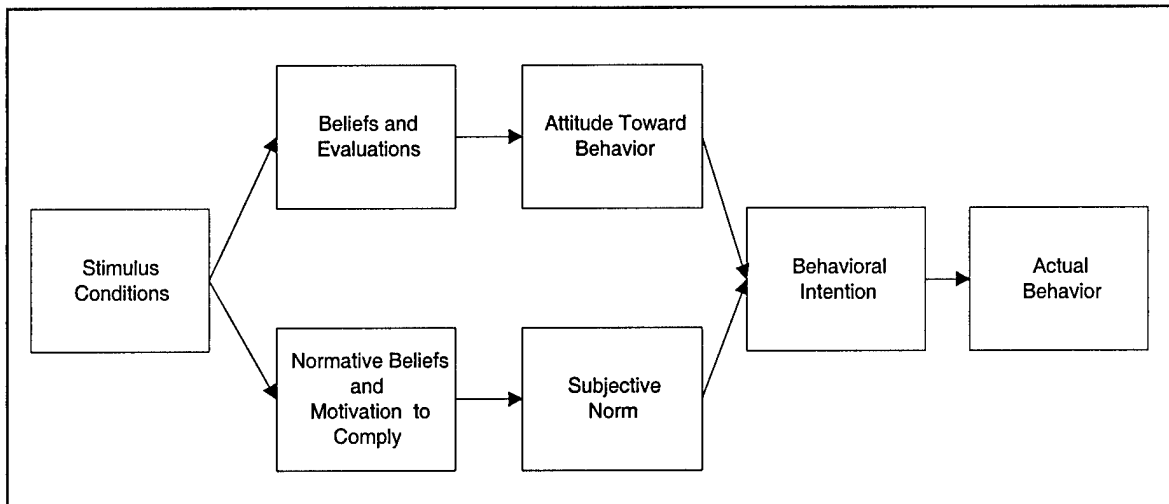 Beliefs and
Evaluations
Attitude Toward
Behavior
Stimulus
Conditions
Behavioral
Intention
Actual
Behavior
Normative Beliefs
and
Motivation to
Comply
Subjective
Norm